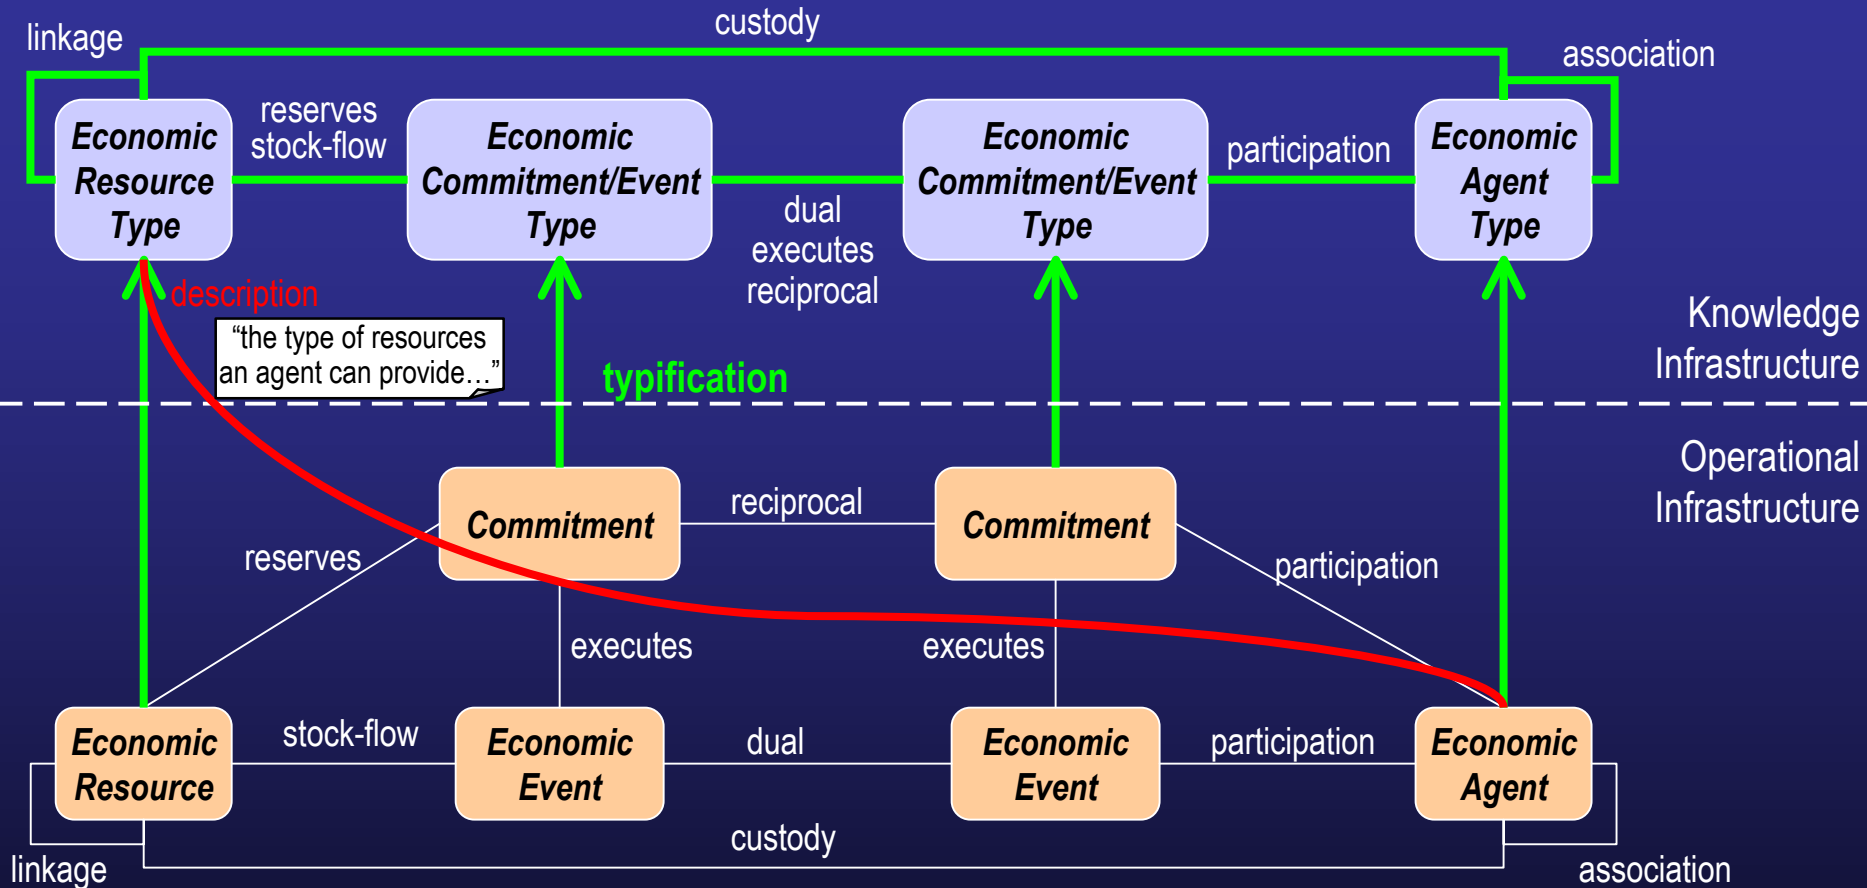 custody
linkage
association
Economic
Resource
Type
reserves
stock-flow
Economic
Commitment/Event
Type
dual
executes
reciprocal
Economic
Commitment/Event
Type
participation
Economic
Agent
Type
description
“the type of resources
an agent can provide…”
typification
Knowledge
Infrastructure
Operational
Infrastructure
Commitment
reciprocal
Commitment
reserves
participation
executes
executes
Economic
Resource
stock-flow
Economic
Event
dual
Economic
Event
participation
Economic
Agent
custody
linkage
association